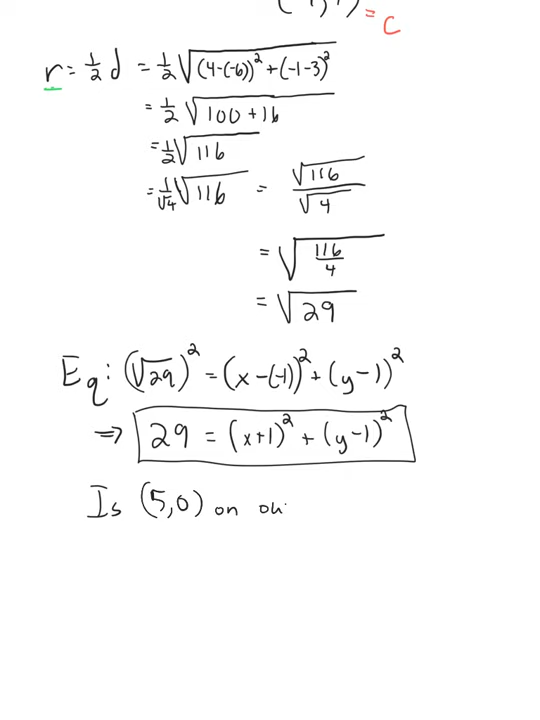 (-1, 1) = C
r = 1/2 d = 1/2 √((4-(-6))² + (-1-3)²)
= 1/2 √(100+16)
= 1/2 √116
= 1/√4 √116 = √116/√4
= √(116/4)
= √29
Eq: (√29)² = (x-(-1))² + (y-1)²
⇒ 29 = (x+1)² + (y-1)²
Is (5,0) on